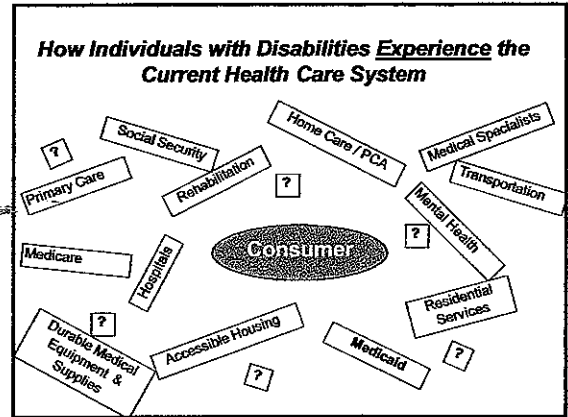 How Individuals with Disabilities Experience the
Current Health Care System
Social Security
Home Care / PCA
Medical Specialists
?
Primary Care
Rehabilitation
?
Transportation
Mental Health
Consumer
?
Medicare
Hospitals
Residential
Services
?
Durable Medical
Equipment &
Supplies
Accessible Housing
Medicaid
?
?